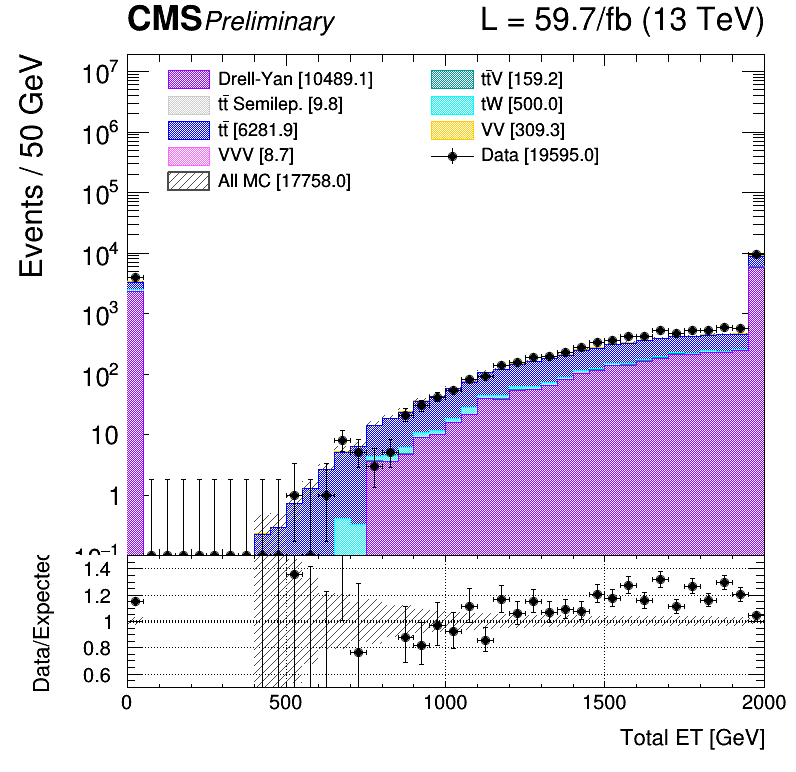 CMS Preliminary L = 59.7/fb (13 TeV)
Events / 50 GeV
10⁷
10⁶
10⁵
10⁴
10³
10²
10
1
10⁻¹
Drell-Yan [10489.1]
tt̄ Semilep. [9.8]
tt̄ [6281.9]
VVV [8.7]
All MC [17758.0]
tt̄V [159.2]
tW [500.0]
VV [309.3]
Data [19595.0]
Data/Expected
1.4
1.2
1
0.8
0.6
0 500 1000 1500 2000
Total ET [GeV]